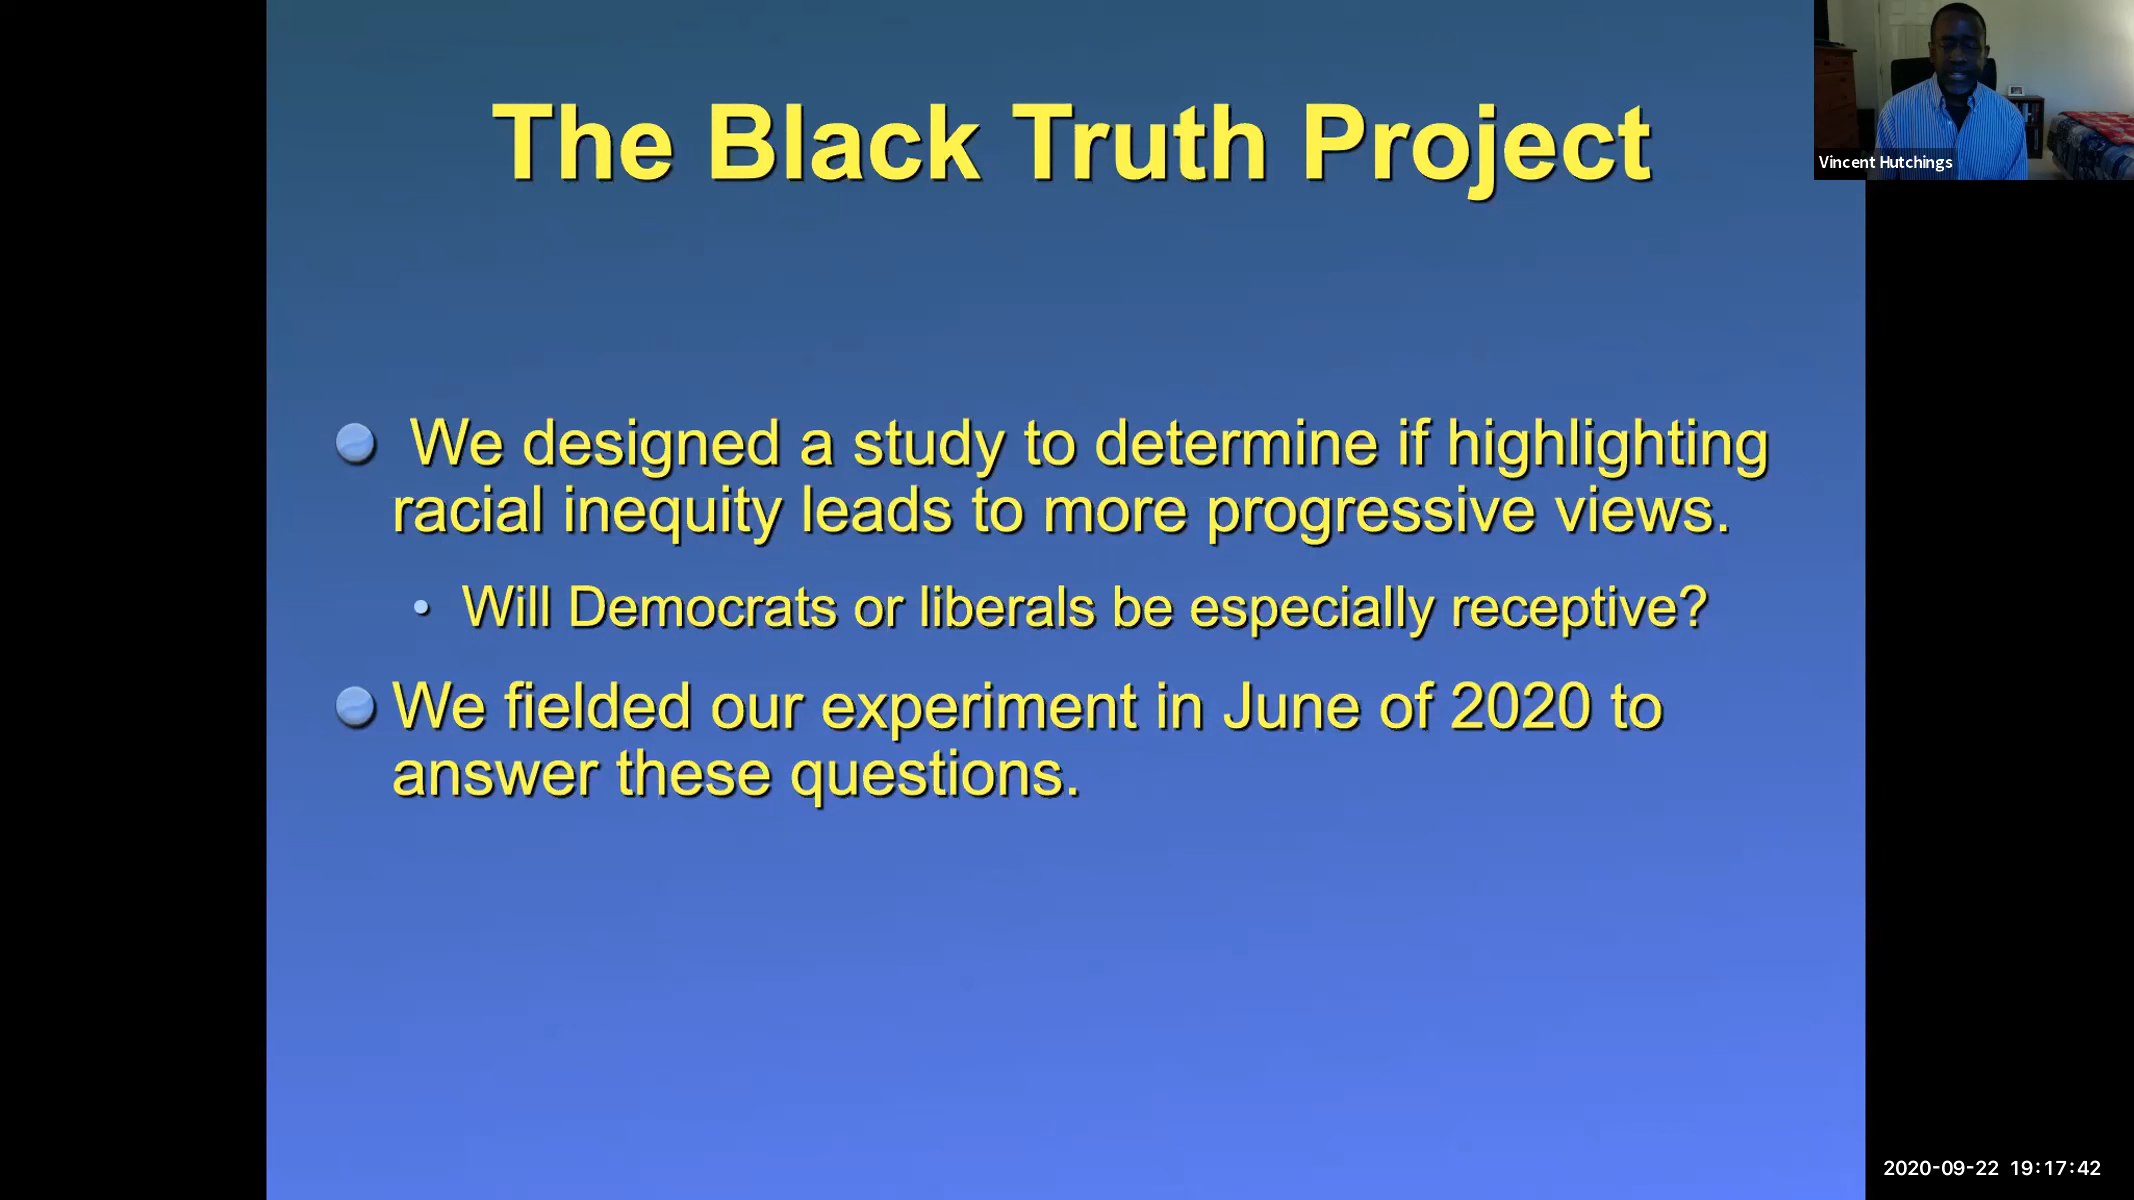 The Black Truth Project
Vincent Hutchings
We designed a study to determine if highlighting
racial inequity leads to more progressive views.
• Will Democrats or liberals be especially receptive?
We fielded our experiment in June of 2020 to
answer these questions.
2020-09-22 19:17:42